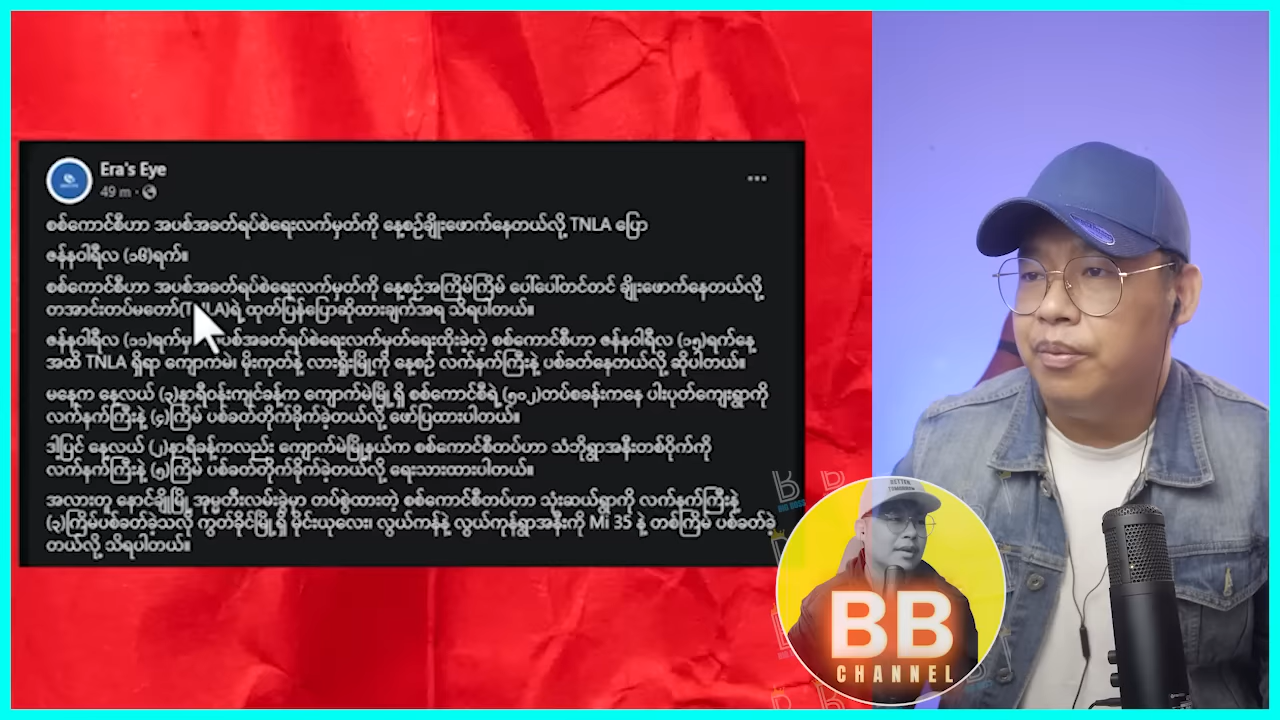 Era's Eye
49 m
စစ်ကောင်စီဟာ အပစ်အခတ်ရပ်စဲရေးလက်မှတ်ကို နေ့စဉ်ချိုးဖောက်နေတယ်လို့ TNLA ပြော
ဇန်နဝါရီလ (၁၆)ရက်။
စစ်ကောင်စီဟာ အပစ်အခတ်ရပ်စဲရေးလက်မှတ်ကို နေ့စဉ်အကြိမ်ကြိမ် ပေါ်ပေါ်တင်တင် ချိုးဖောက်နေတယ်လို့
တအာင်းတပ်မတော်(TNLA)ရဲ့ ထုတ်ပြန်ပြောဆိုထားချက်အရ သိရပါတယ်။
ဇန်နဝါရီလ (၁၁)ရက်မှာ အပစ်အခတ်ရပ်စဲရေးလက်မှတ်ရေးထိုးခဲ့တဲ့ စစ်ကောင်စီဟာ ဇန်နဝါရီလ (၁၅)ရက်နေ့
အထိ TNLA ရှိရာ ကျောက်မဲ၊ မိုးကုတ်နဲ့ လားရှိုးမြို့ကို နေ့စဉ် လက်နက်ကြီးနဲ့ ပစ်ခတ်နေတယ်လို့ ဆိုပါတယ်။
မနေ့က နေ့လယ် (၃)နာရီဝန်းကျင်ခန့်က ကျောက်မဲမြို့ရှိ စစ်ကောင်စီရဲ့ (၅၀၂)တပ်စခန်းကနေ ပါးပုတ်ကျေးရွာကို
လက်နက်ကြီးနဲ့ (၄)ကြိမ် ပစ်ခတ်တိုက်ခိုက်ခဲ့တယ်လို့ ဖော်ပြထားပါတယ်။
ဒါ့ပြင် နေ့လယ် (၂)နာရီခန့်ကလည်း ကျောက်မဲမြို့နယ်က စစ်ကောင်စီတပ်ဟာ သံဘိုရွာအနီးတစ်ဝိုက်ကို
လက်နက်ကြီးနဲ့ (၅)ကြိမ် ပစ်ခတ်တိုက်ခိုက်ခဲ့တယ်လို့ ရေးသားထားပါတယ်။
အလားတူ နောင်ချိုမြို့ အုမ္မတီးလမ်းခွဲမှာ တပ်စွဲထားတဲ့ စစ်ကောင်စီတပ်ဟာ သုံးဆယ်ရွာကို လက်နက်ကြီးနဲ့
(၃)ကြိမ်ပစ်ခတ်ခဲ့သလို ကွတ်ခိုင်မြို့ရှိ မိုင်းယုလေး၊ လွယ်ကန်နဲ့ လွယ်ကုန်ရွာအနီးကို Mi 35 နဲ့ တစ်ကြိမ် ပစ်ခတ်ခဲ့
တယ်လို့ သိရပါတယ်။
BETTER
TOMORROW
BB
CHANNEL